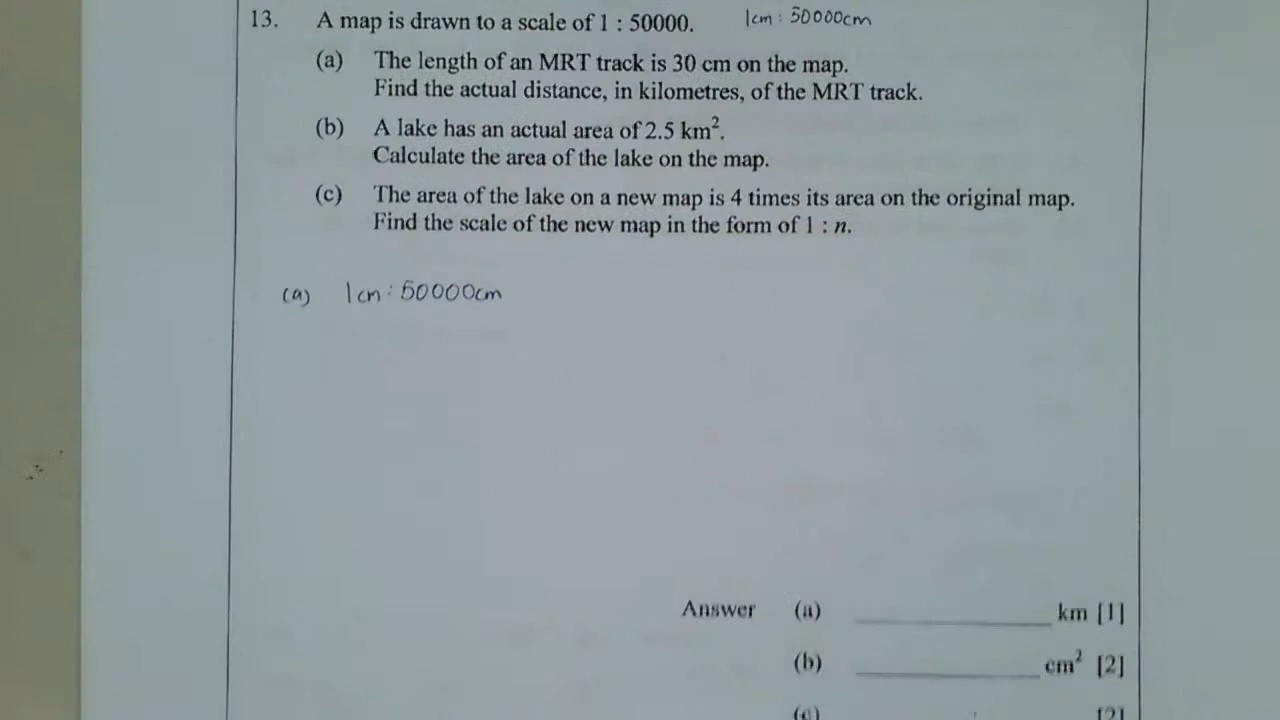 13. A map is drawn to a scale of 1 : 50000. 1cm : 50000cm
(a) The length of an MRT track is 30 cm on the map.
Find the actual distance, in kilometres, of the MRT track.
(b) A lake has an actual area of 2.5 km².
Calculate the area of the lake on the map.
(c) The area of the lake on a new map is 4 times its area on the original map.
Find the scale of the new map in the form of 1 : n.
(a) 1cm : 50000cm
Answer (a) ____________ km [1]
(b) ____________ cm² [2]
(c) [2]